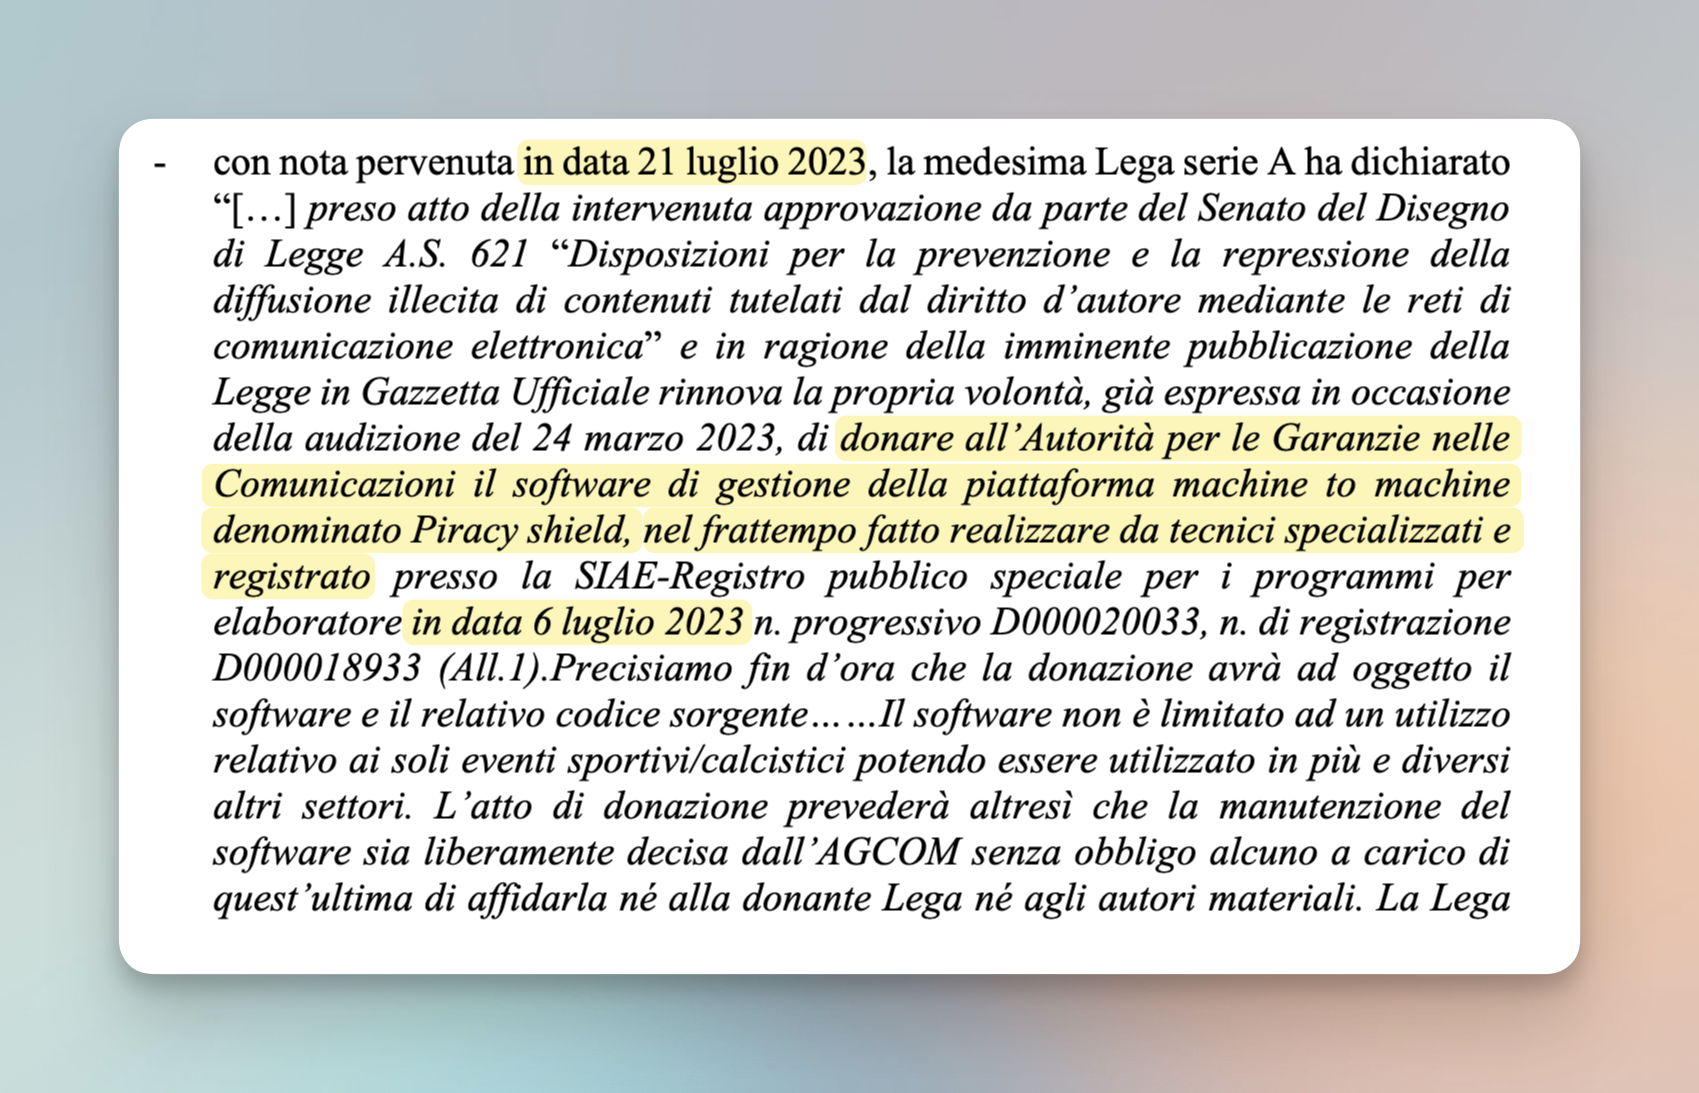 - con nota pervenuta in data 21 luglio 2023, la medesima Lega serie A ha dichiarato
“[…] preso atto della intervenuta approvazione da parte del Senato del Disegno
di Legge A.S. 621 “Disposizioni per la prevenzione e la repressione della
diffusione illecita di contenuti tutelati dal diritto d’autore mediante le reti di
comunicazione elettronica” e in ragione della imminente pubblicazione della
Legge in Gazzetta Ufficiale rinnova la propria volontà, già espressa in occasione
della audizione del 24 marzo 2023, di donare all’Autorità per le Garanzie nelle
Comunicazioni il software di gestione della piattaforma machine to machine
denominato Piracy shield, nel frattempo fatto realizzare da tecnici specializzati e
registrato presso la SIAE-Registro pubblico speciale per i programmi per
elaboratore in data 6 luglio 2023 n. progressivo D000020033, n. di registrazione
D000018933 (All.1).Precisiamo fin d’ora che la donazione avrà ad oggetto il
software e il relativo codice sorgente……Il software non è limitato ad un utilizzo
relativo ai soli eventi sportivi/calcistici potendo essere utilizzato in più e diversi
altri settori. L’atto di donazione prevederà altresì che la manutenzione del
software sia liberamente decisa dall’AGCOM senza obbligo alcuno a carico di
quest’ultima di affidarla né alla donante Lega né agli autori materiali. La Lega